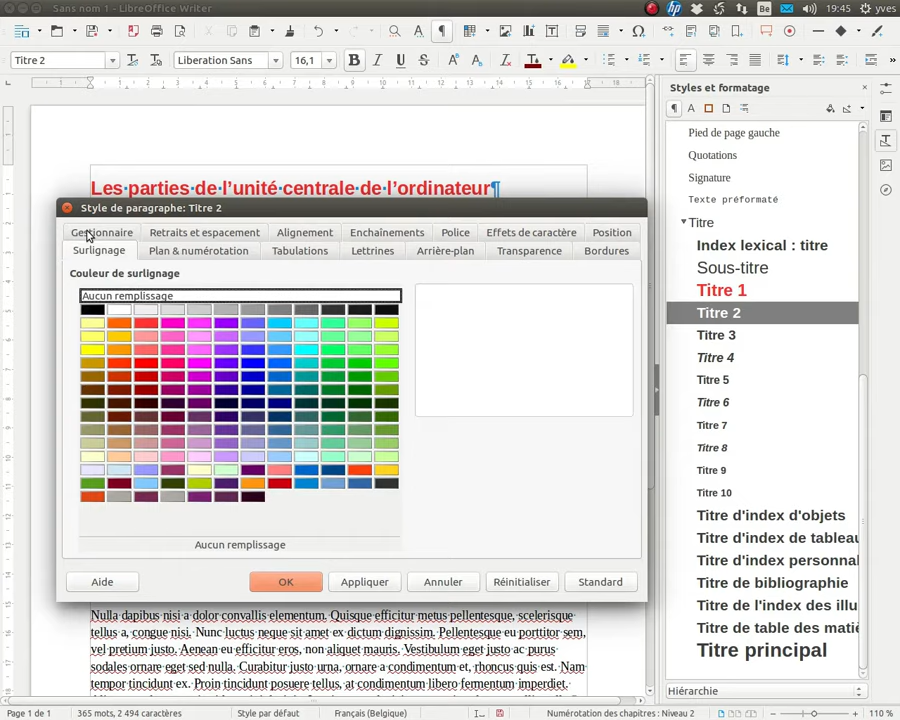 Sans nom 1 - LibreOffice Writer
Be
19:45
yves
Titre 2
Liberation Sans
16,1
Styles et formatage
Pied de page gauche
Quotations
Signature
Texte préformaté
Titre
Index lexical : titre
Sous-titre
Titre 1
Titre 2
Titre 3
Titre 4
Titre 5
Titre 6
Titre 7
Titre 8
Titre 9
Titre 10
Titre d'index d'objets
Titre d'index de tableau
Titre d'index personnal
Titre de bibliographie
Titre de l'index des illu
Titre de table des matiè
Titre principal
Hiérarchie
Les·parties·de·l’unité·centrale·de·l’ordinateur¶
Style de paragraphe: Titre 2
Gestionnaire
Retraits et espacement
Alignement
Enchaînements
Police
Effets de caractère
Position
Surlignage
Plan & numérotation
Tabulations
Lettrines
Arrière-plan
Transparence
Bordures
Couleur de surlignage
Aucun remplissage
Aucun remplissage
Aide
OK
Appliquer
Annuler
Réinitialiser
Standard
Nulla·dapibus·nisi·a·dolor·convallis·elementum.·Quisque·efficitur·metus·pellentesque,·scelerisque·
tellus·a,·congue·nisi.··Nunc·luctus·neque·sit·amet·ex·dictum·dignissim.·Pellentesque·eu·porttitor·sem,·
vel·pretium·justo.·Aenean·eu·efficitur·eros,·non·aliquet·mauris.·Vestibulum·eget·justo·ac·purus·
sodales·ornare·eget·sed·nulla.·Curabitur·justo·urna,·ornare·a·condimentum·et,·rhoncus·quis·est.·Nam·
tempor·tincidunt·ex.·Proin·tincidunt·posuere·tellus,·at·condimentum·libero·fermentum·imperdiet.·
Page 1 de 1
365 mots, 2 494 caractères
Style par défaut
Français (Belgique)
Numérotation des chapitres : Niveau 2
110 %